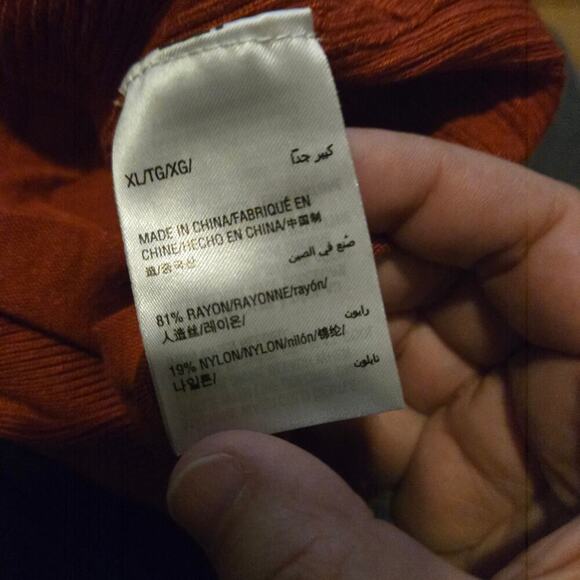 XL/TG/XG/ كبير جدًا
MADE IN CHINA/FABRIQUÉ EN
CHINE/HECHO EN CHINA/中国制
造/중국산 صُنع في الصين
81% RAYON/RAYONNE/rayón/
人造丝/레이온/ رايون
19% NYLON/NYLON/nilón/锦纶/
나일론/ نايلون